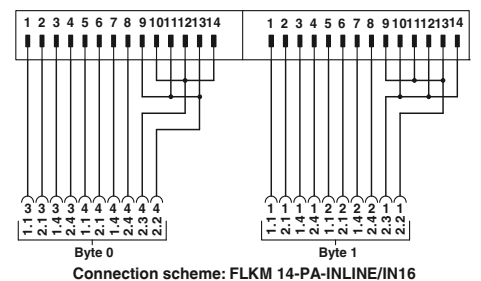 1 2 3 4 5 6 7 8 9 10 11 12 13 14
1 2 3 4 5 6 7 8 9 10 11 12 13 14
3 3 3 3 4 4 4 4 4 4
1.1 2.1 1.4 2.4 1.1 2.1 1.4 2.4 2.3 2.2
1 1 1 1 2 2 2 2 1 1
1.1 2.1 1.4 2.4 1.1 2.1 1.4 2.4 2.3 2.2
Byte 0
Byte 1
Connection scheme: FLKM 14-PA-INLINE/IN16